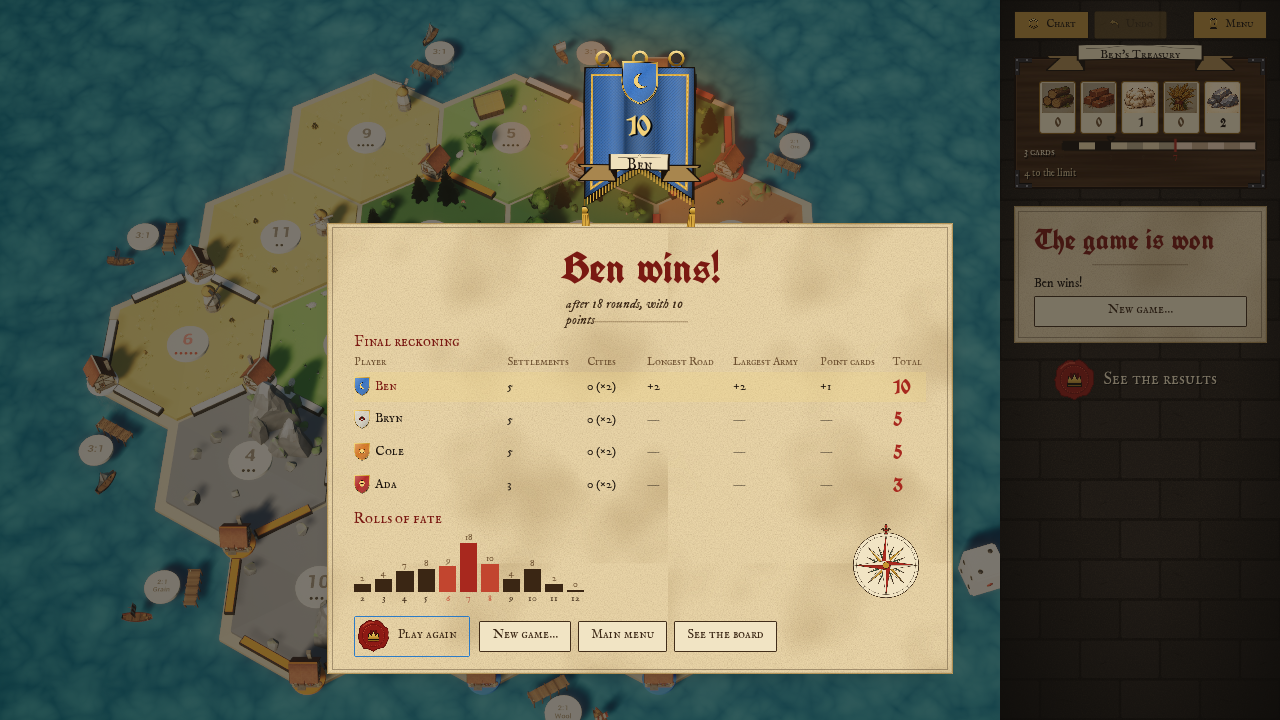 Chart
Menu
Ben's Treasury
0 0 1 0 2
3 cards
4 to the limit
The game is won
Ben wins!
New game...
See the results
10
Ben
Ben wins!
after 18 rounds, with 10
points
Final reckoning
Player Settlements Cities Longest Road Largest Army Point cards Total
Ben 5 0 (×2) +2 +2 +1 10
Bryn 5 0 (×2) — — — 5
Cole 5 0 (×2) — — — 5
Ada 3 0 (×2) — — — 3
Rolls of fate
2 4 7 8 9 18 10 4 8 2 0
2 3 4 5 6 7 8 9 10 11 12
Play again
New game...
Main menu
See the board
9
5
11
6
4
10
3:1
3:1
3:1
2:1
Grain
2:1
Wool